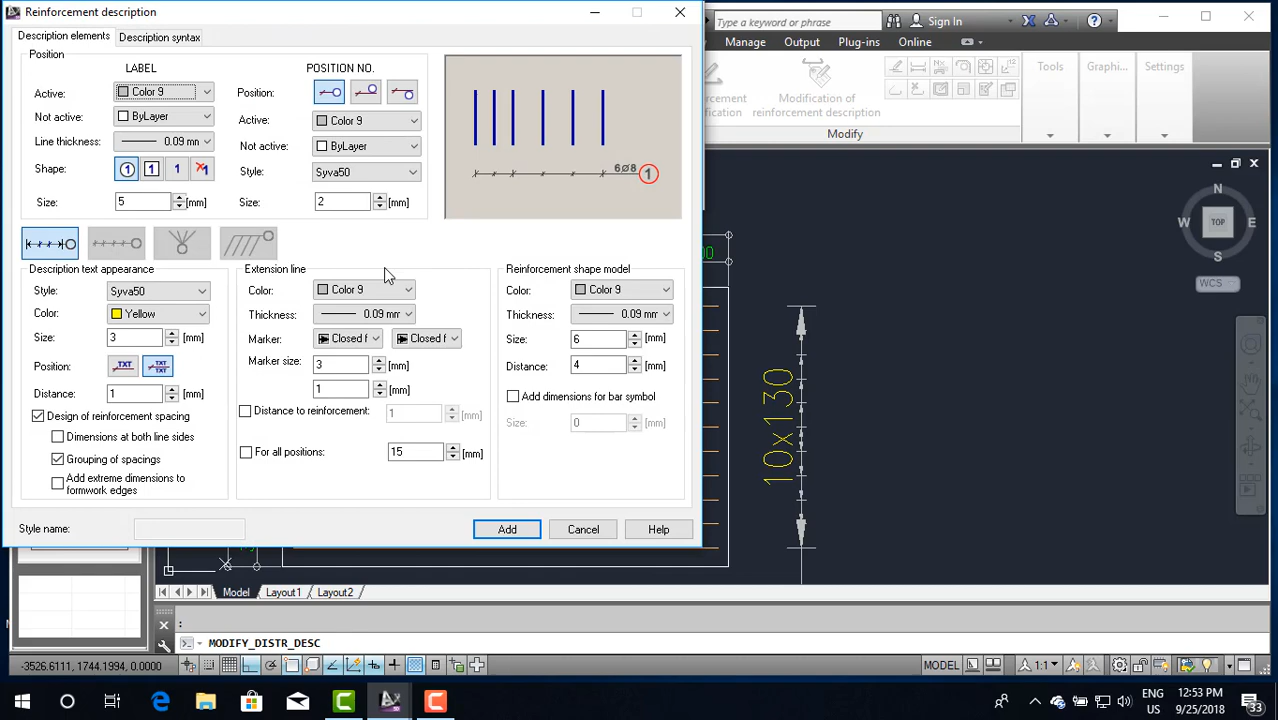 Reinforcement description
Type a keyword or phrase
Sign In
Description elements
Description syntax
Manage
Output
Plug-ins
Online
Position
LABEL
POSITION NO.
Active:
Color 9
Position:
Not active:
ByLayer
Active:
Color 9
Line thickness:
0.09 mn
Not active:
ByLayer
Shape:
1
1
1
1
Style:
Syva50
Size:
5
[mm]
Size:
2
[mm]
6Ø8
1
Modification of
reinforcement description
Tools
Graphi...
Settings
Modify
N
W
TOP
E
S
WCS
Description text appearance
Style:
Syva50
Color:
Yellow
Size:
3
[mm]
Position:
TXT
TXT
TXT
Distance:
1
[mm]
Design of reinforcement spacing
Dimensions at both line sides
Grouping of spacings
Add extreme dimensions to
formwork edges
Extension line
Color:
Color 9
Thickness:
0.09 mm
Marker:
Closed f
Closed f
Marker size:
3
[mm]
1
[mm]
Distance to reinforcement:
1
[mm]
For all positions:
15
[mm]
Reinforcement shape model
Color:
Color 9
Thickness:
0.09 mm
Size:
6
[mm]
Distance:
4
[mm]
Add dimensions for bar symbol
Size:
0
[mm]
10x130
Style name:
Add
Cancel
Help
Model
Layout1
Layout2
:
MODIFY_DISTR_DESC
-3526.6111, 1744.1994, 0.0000
MODEL
1:1
ENG
US
12:53 PM
9/25/2018
33